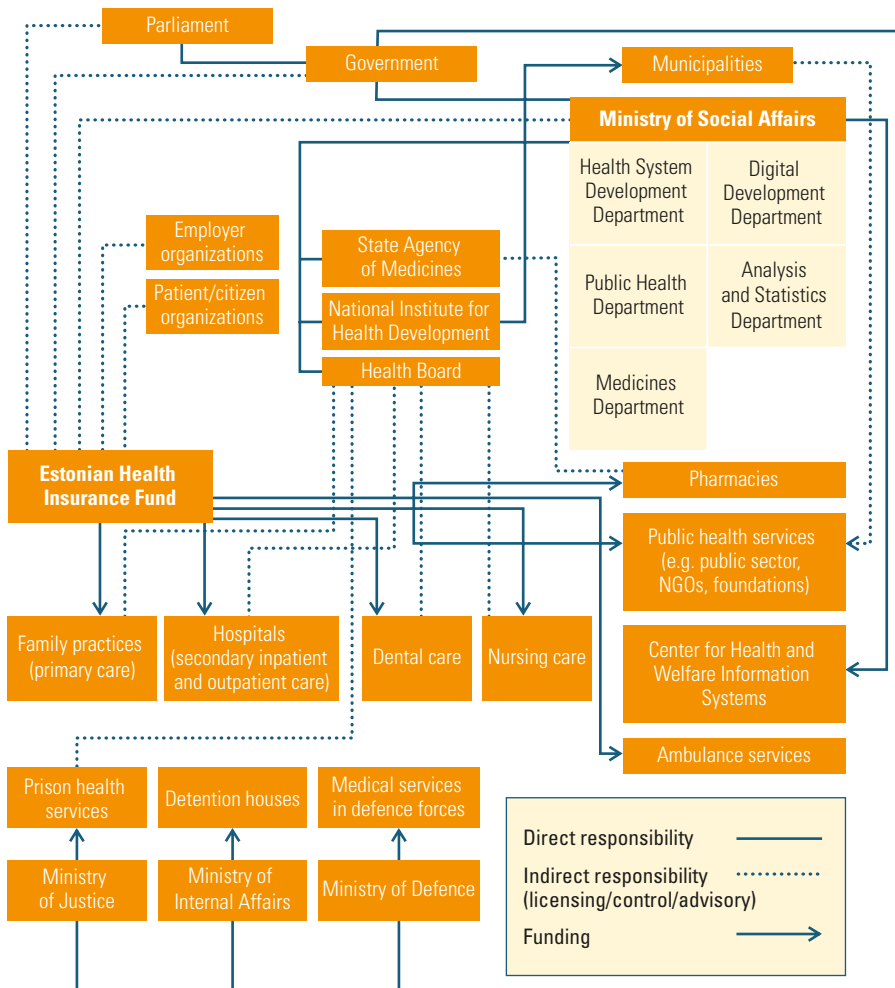 Parliament
Government
Municipalities
Ministry of Social Affairs
Health System
Development
Department
Digital
Development
Department
Public Health
Department
Analysis
and Statistics
Department
Medicines
Department
Employer
organizations
Patient/citizen
organizations
State Agency
of Medicines
National Institute for
Health Development
Health Board
Estonian Health
Insurance Fund
Pharmacies
Public health services
(e.g. public sector,
NGOs, foundations)
Family practices
(primary care)
Hospitals
(secondary inpatient
and outpatient care)
Dental care
Nursing care
Center for Health and
Welfare Information
Systems
Ambulance services
Prison health
services
Detention houses
Medical services
in defence forces
Ministry
of Justice
Ministry of
Internal Affairs
Ministry of Defence
Direct responsibility
Indirect responsibility
(licensing/control/advisory)
Funding